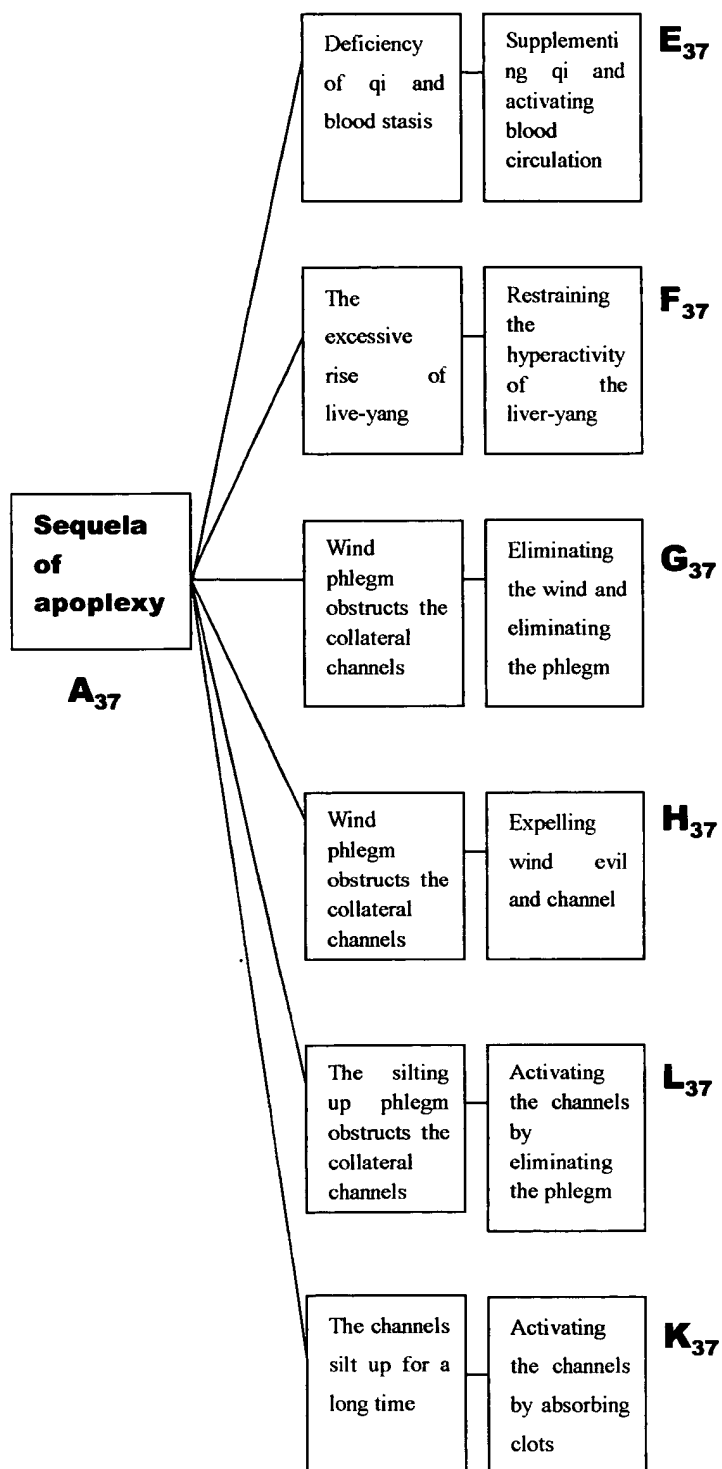 Deficiency
of qi and
blood stasis
Supplementi
ng qi and
activating
blood
circulation
E37
The
excessive
rise of
live-yang
Restraining
the
hyperactivity
of the
liver-yang
F37
Sequela
of
apoplexy
A37
Wind
phlegm
obstructs the
collateral
channels
Eliminating
the wind and
eliminating
the phlegm
G37
Wind
phlegm
obstructs the
collateral
channels
Expelling
wind evil
and channel
H37
The silting
up phlegm
obstructs the
collateral
channels
Activating
the channels
by
eliminating
the phlegm
L37
The channels
silt up for a
long time
Activating
the channels
by absorbing
clots
K37